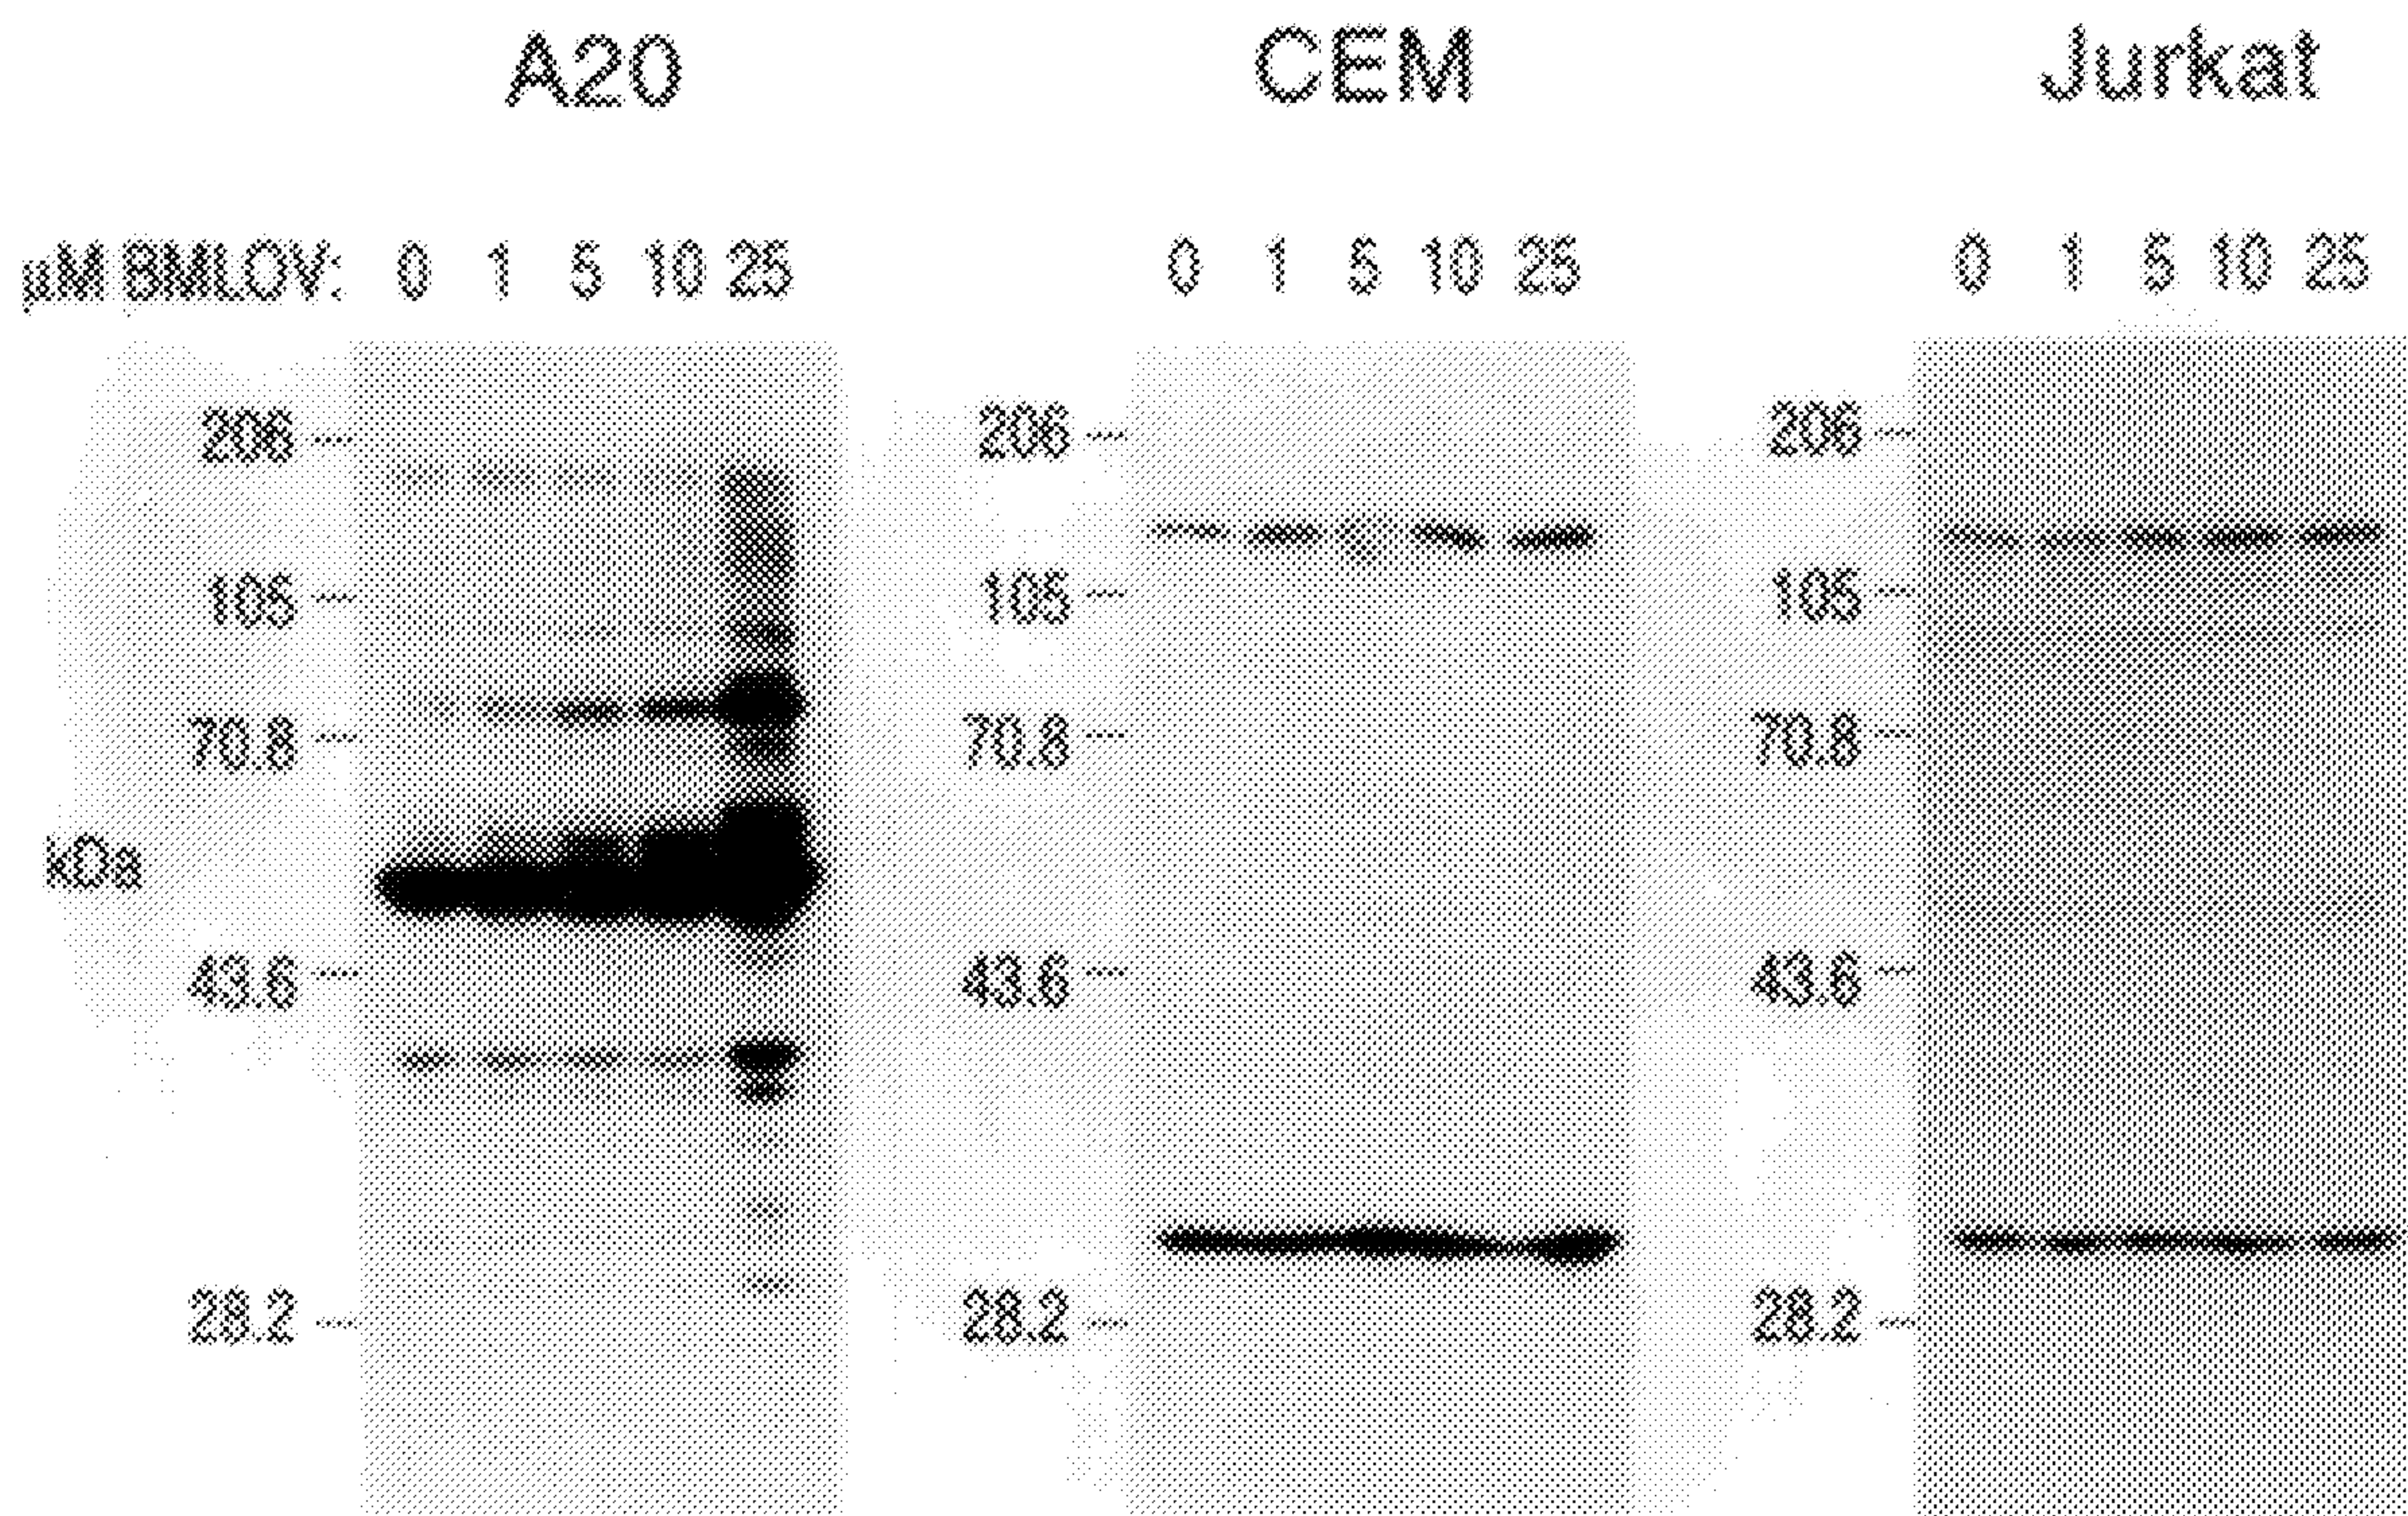 A20 CEM Jurkat
µM BMLOV: 0 1 5 10 25 0 1 5 10 25 0 1 5 10 25
206 206 206
105 105 105
70.8 70.8 70.8
kDa
43.6 43.6 43.6
28.2 28.2 28.2